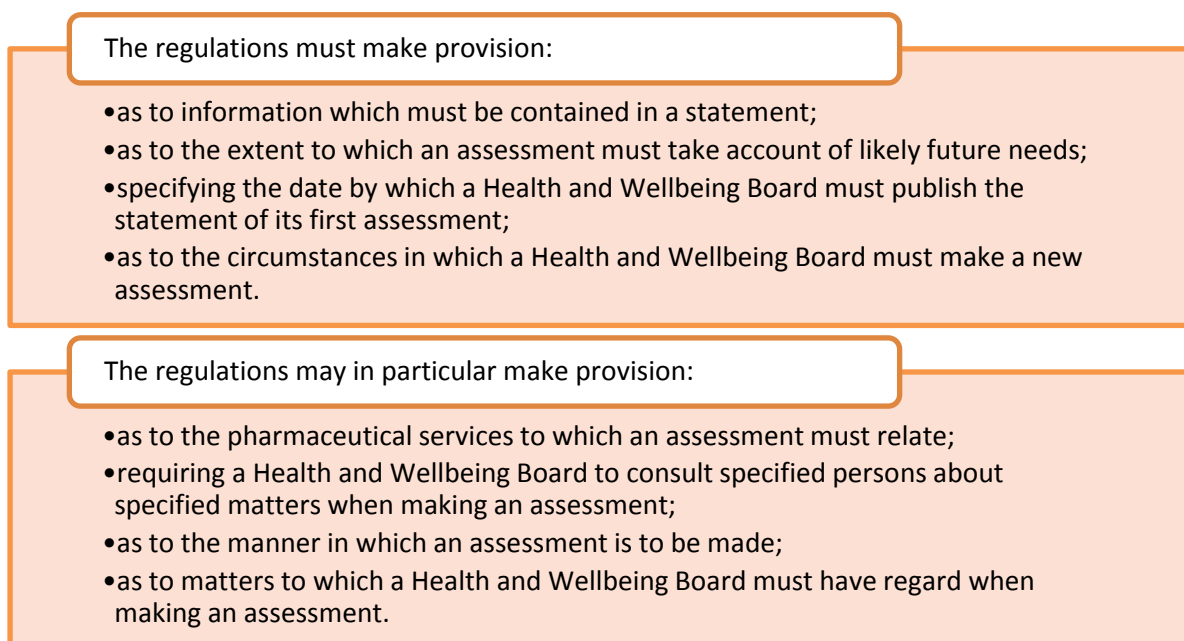 The regulations must make provision:
•as to information which must be contained in a statement;
•as to the extent to which an assessment must take account of likely future needs;
•specifying the date by which a Health and Wellbeing Board must publish the
statement of its first assessment;
•as to the circumstances in which a Health and Wellbeing Board must make a new
assessment.
The regulations may in particular make provision:
•as to the pharmaceutical services to which an assessment must relate;
•requiring a Health and Wellbeing Board to consult specified persons about
specified matters when making an assessment;
•as to the manner in which an assessment is to be made;
•as to matters to which a Health and Wellbeing Board must have regard when
making an assessment.